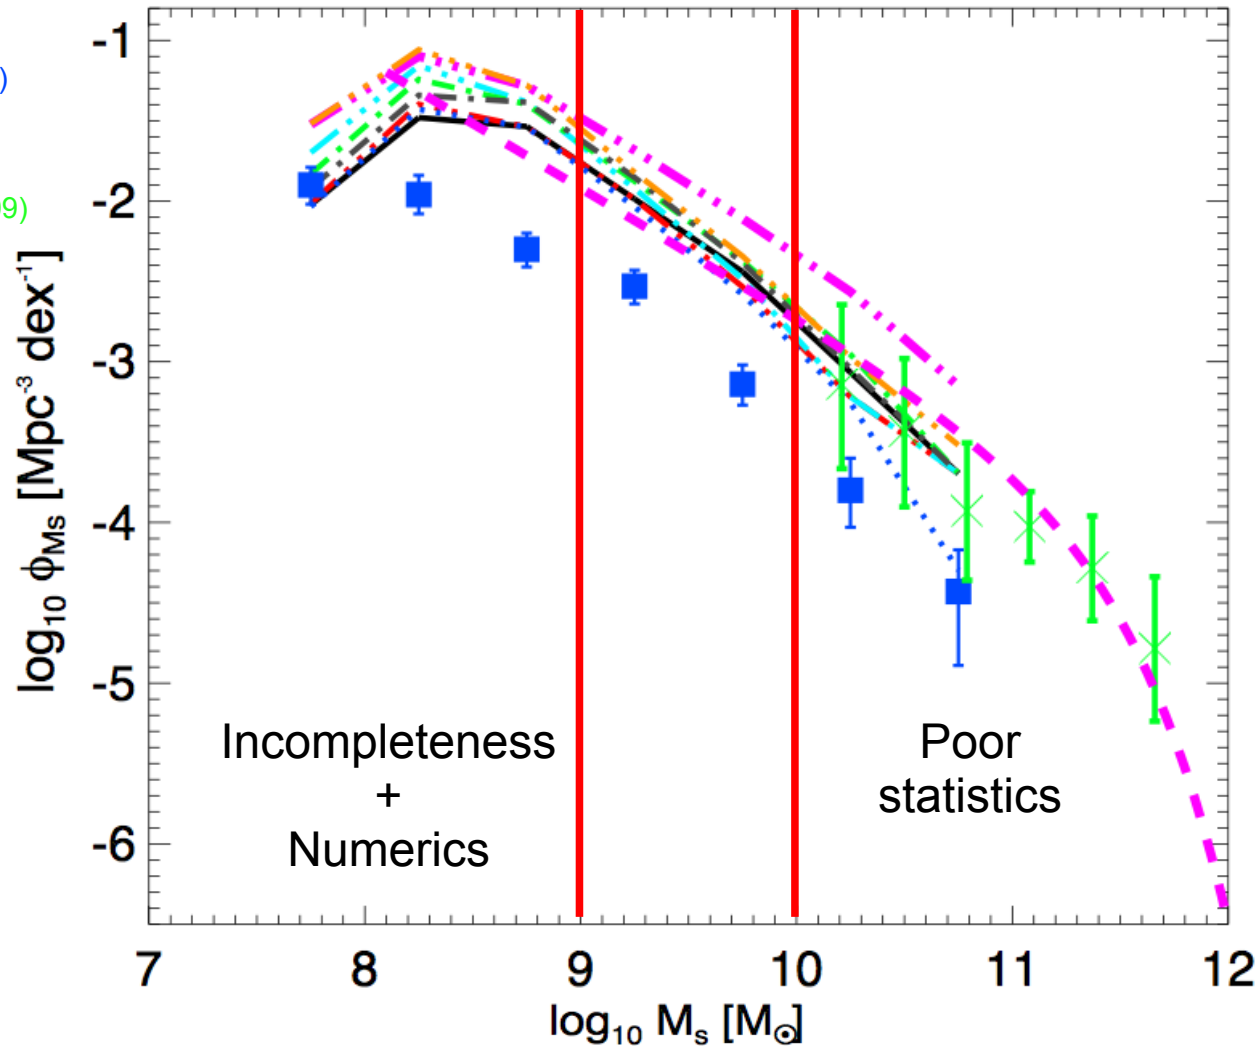 )
99)
log₁₀ ϕMs [Mpc⁻³ dex⁻¹]
-1
-2
-3
-4
-5
-6
Incompleteness
+
Numerics
Poor
statistics
7 8 9 10 11 12
log₁₀ Mₛ [M☉]